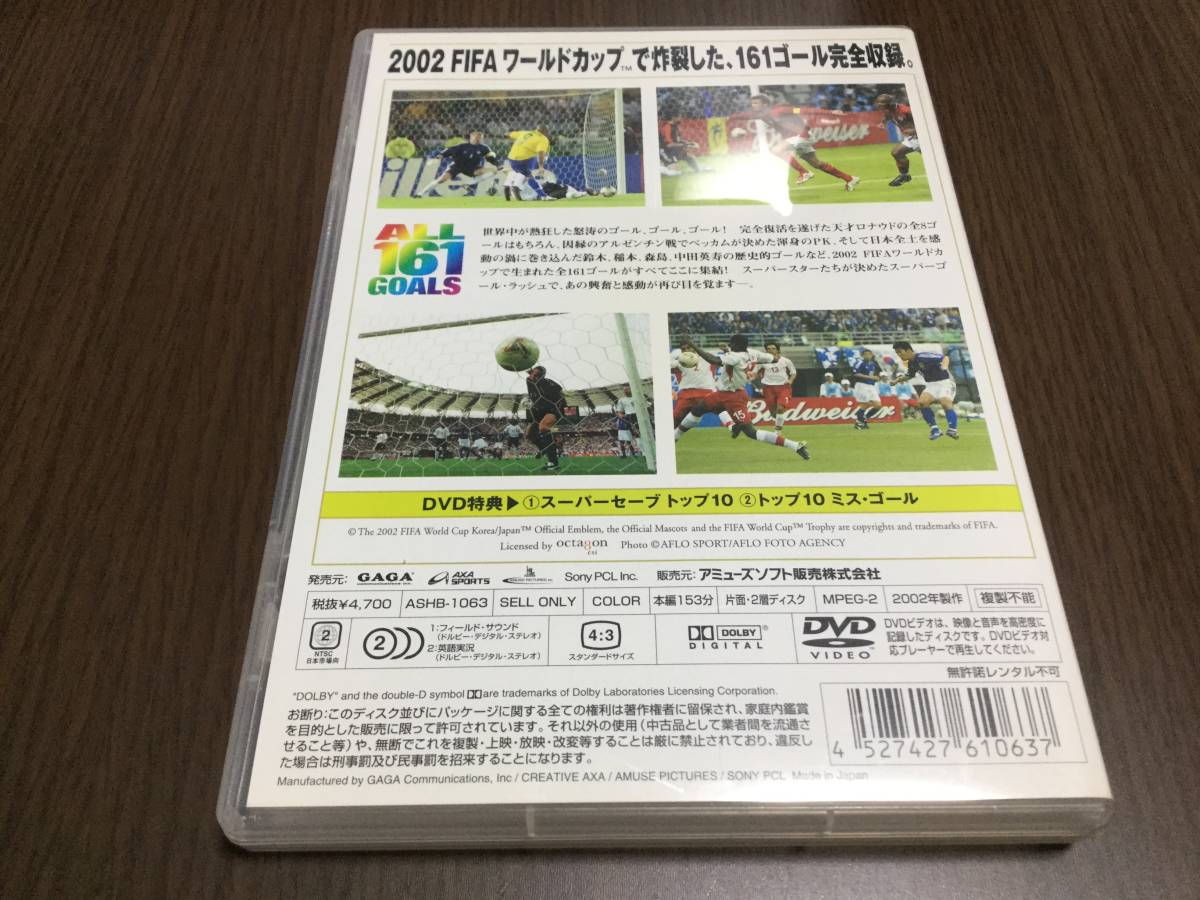 2002 FIFA ワールドカップ™で炸裂した、161ゴール完全収録。
illet
Budweiser
ALL
161
GOALS
世界中が熱狂した怒涛のゴール、ゴール、ゴール! 完全復活を遂げた天才ロナウドの全8ゴ
ールはもちろん、因縁のアルゼンチン戦でベッカムが決めた渾身のPK、そして日本全土を感
動の渦に巻き込んだ鈴木、稲本、森島、中田英寿の歴史的ゴールなど、2002 FIFAワールドカ
ップで生まれた全161ゴールがすべてここに集結! スーパースターたちが決めたスーパーゴ
ール・ラッシュで、あの興奮と感動が再び目を覚ます―。
15
13
Budweiser
DVD特典▶①スーパーセーブ トップ10 ②トップ10 ミス・ゴール
© The 2002 FIFA World Cup Korea/Japan™ Official Emblem, the Official Mascots and the FIFA World Cup™ Trophy are copyrights and trademarks of FIFA.
Licensed by octagon csi Photo ©AFLO SPORT/AFLO FOTO AGENCY
発売元: GAGA communications inc. AXA SPORTS AMUSE PICTURES inc Sony PCL Inc. 販売元: アミューズソフト販売株式会社
税抜¥4,700 ASHB-1063 SELL ONLY COLOR 本編153分 片面・2層ディスク MPEG-2 2002年製作 複製不能
2 NTSC 日本市場向
2)))
1:フィールド・サウンド
(ドルビー・デジタル・ステレオ)
2:英語実況
(ドルビー・デジタル・ステレオ)
4:3
スタンダードサイズ
DOLBY DIGITAL
DVD VIDEO
DVDビデオは、映像と音声を高密度に
記録したディスクです。DVDビデオ対
応プレーヤーで再生してください。
無許諾レンタル不可
"DOLBY" and the double-D symbol are trademarks of Dolby Laboratories Licensing Corporation.
お断り:このディスク並びにパッケージに関する全ての権利は著作権者に留保され、家庭内鑑賞
を目的とした販売に限って許可されています。それ以外の使用(中古品として業者間を流通さ
せること等)や、無断でこれを複製・上映・放映・改変等することは厳に禁止されており、違反し
た場合は刑事罰及び民事罰を招来することになります。
4 527427 610637
Manufactured by GAGA Communications, Inc / CREATIVE AXA / AMUSE PICTURES / SONY PCL Made in Japan